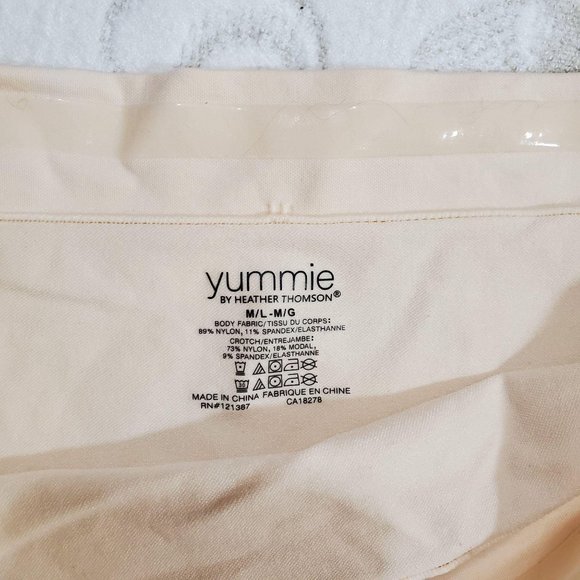 yummie
BY HEATHER THOMSON®
M/L - M/G
BODY FABRIC/TISSU DU CORPS:
89% NYLON, 11% SPANDEX/ELASTHANNE
CROTCH/ENTREJAMBE:
73% NYLON, 18% MODAL,
9% SPANDEX/ELASTHANNE
MADE IN CHINA FABRIQUE EN CHINE
RN#121387 CA18278